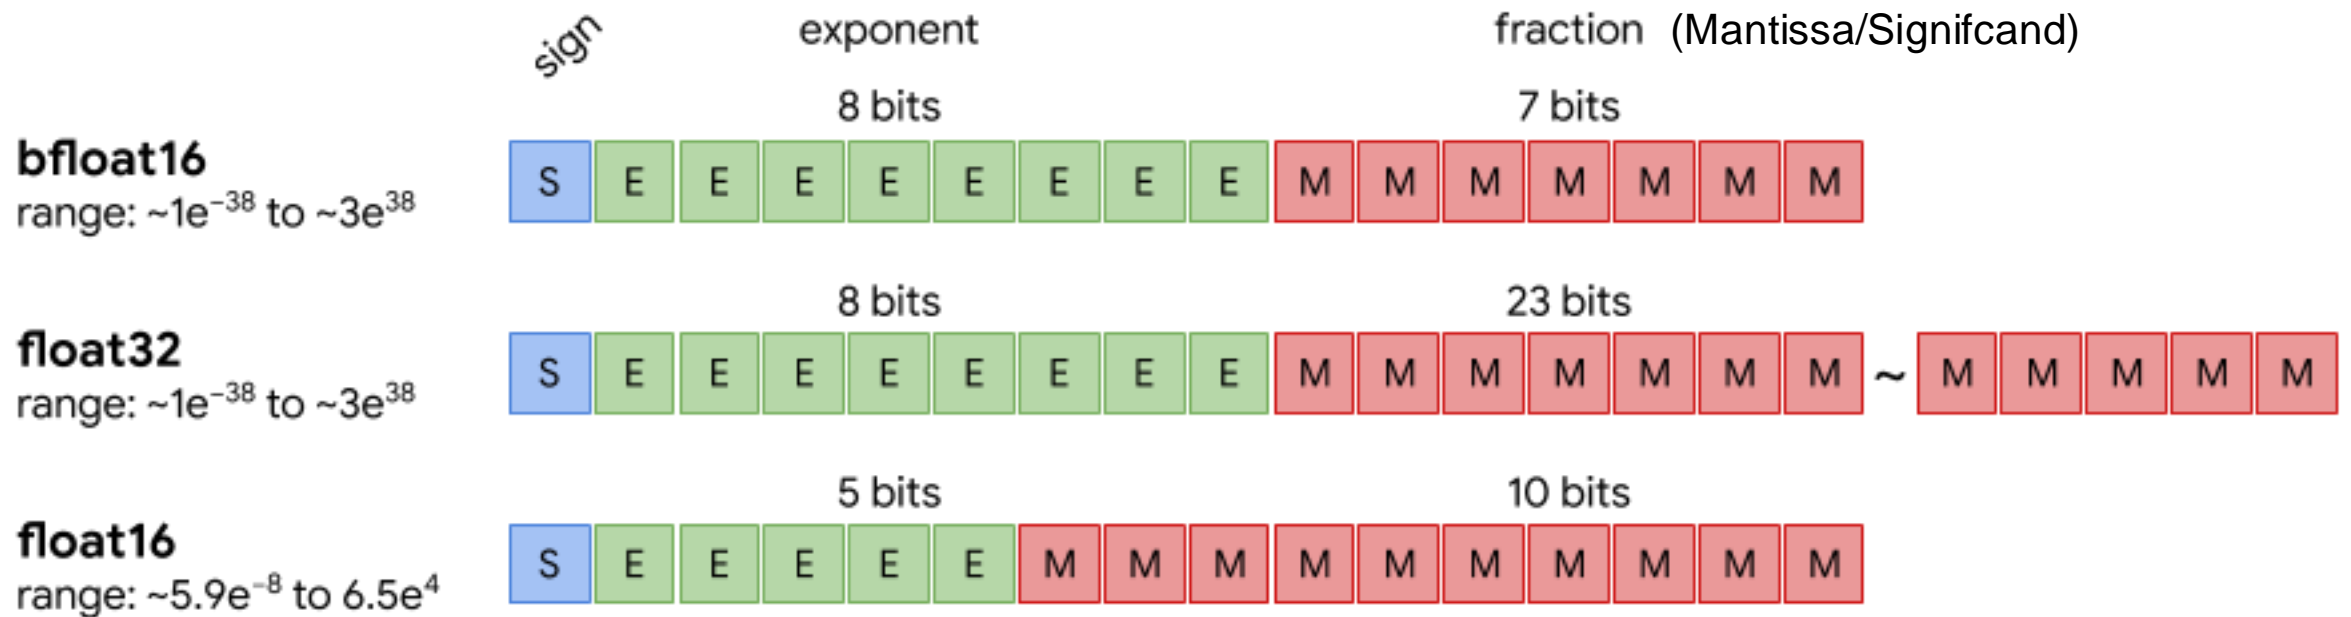 sign exponent fraction (Mantissa/Signifcand)
8 bits 7 bits
bfloat16 S E E E E E E E E M M M M M M M
range: ~1e⁻³⁸ to ~3e³⁸
8 bits 23 bits
float32 S E E E E E E E E M M M M M M M ~ M M M M M
range: ~1e⁻³⁸ to ~3e³⁸
5 bits 10 bits
float16 S E E E E E M M M M M M M M M M
range: ~5.9e⁻⁸ to 6.5e⁴